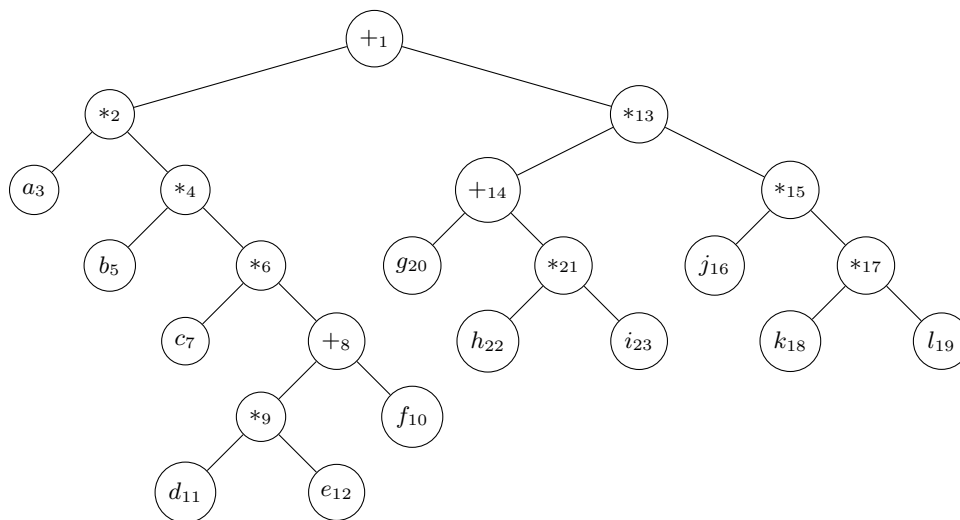 +₁
*₂ *₁₃
a₃ *₄ +₁₄ *₁₅
b₅ *₆ g₂₀ *₂₁ j₁₆ *₁₇
c₇ +₈ h₂₂ i₂₃ k₁₈ l₁₉
*₉ f₁₀
d₁₁ e₁₂